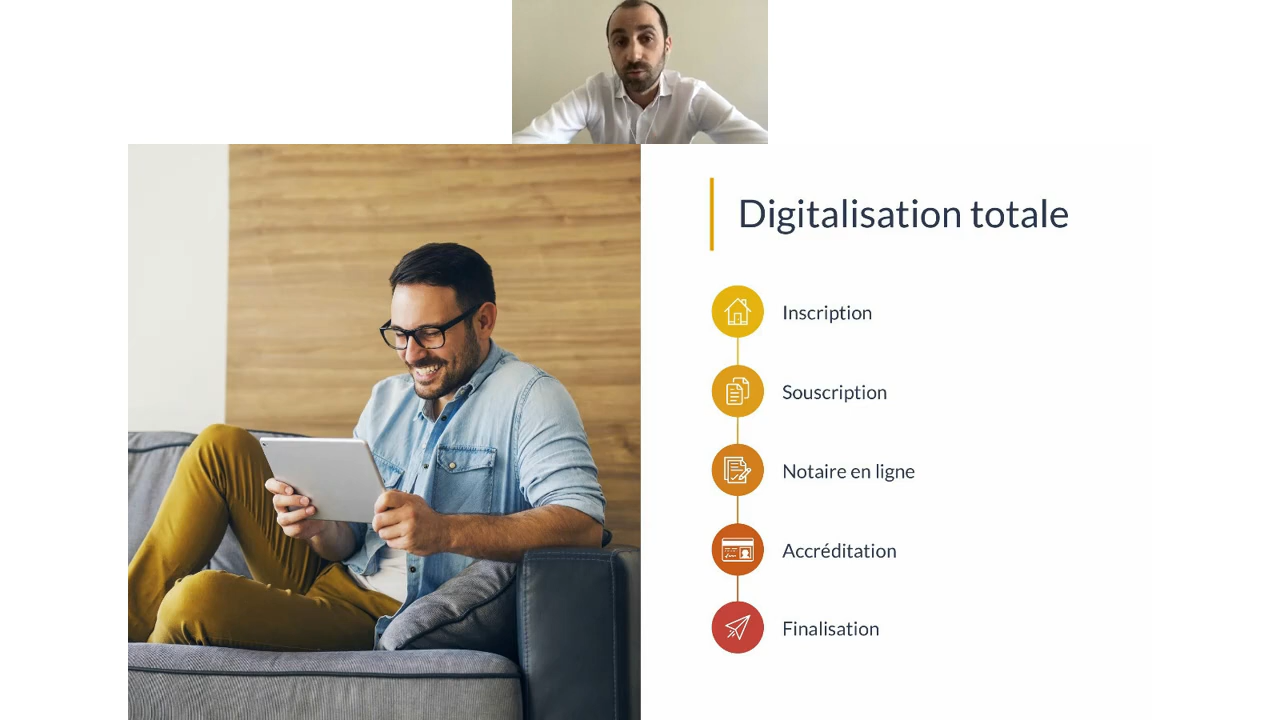 Digitalisation totale
Inscription
Souscription
Notaire en ligne
Accréditation
Finalisation